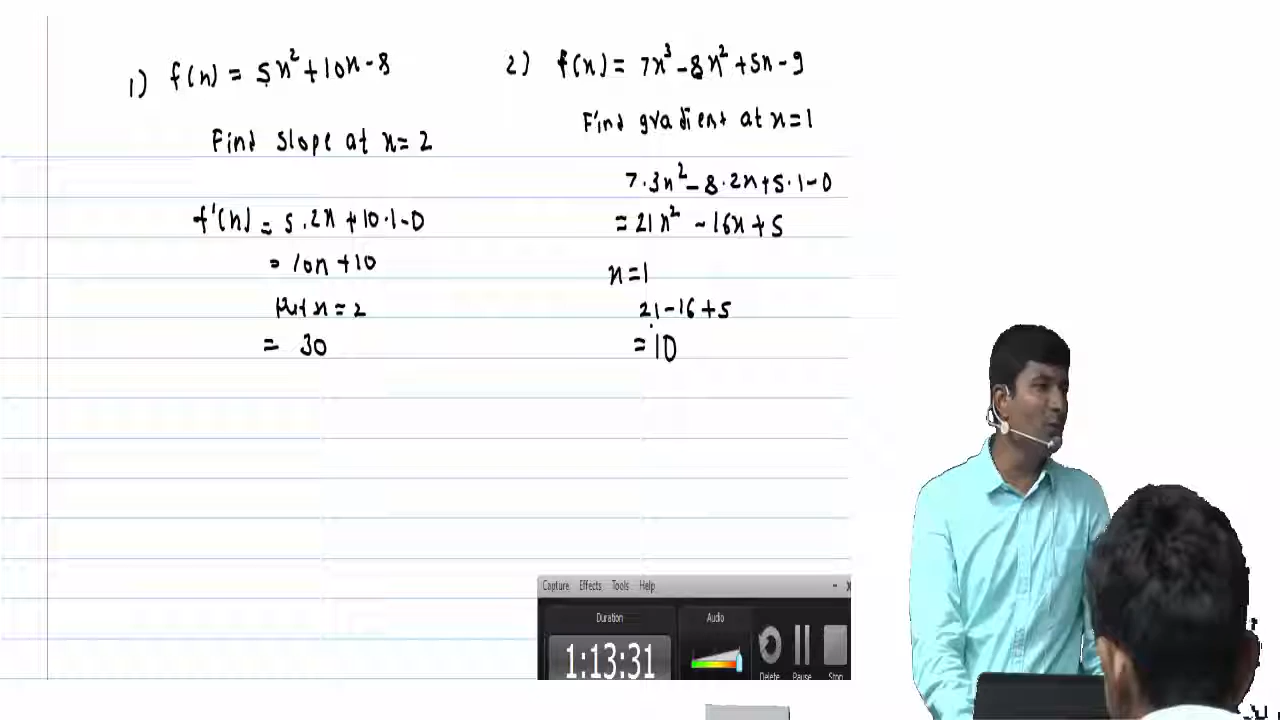 1) f(x) = 5x² + 10x - 8
Find slope at x = 2
f'(x) = 5.2x + 10.1 - 0
= 10x + 10
Put x = 2
= 30
2) f(x) = 7x³ - 8x² + 5x - 9
Find gradient at x = 1
7.3x² - 8.2x + 5.1 - 0
= 21x² - 16x + 5
x = 1
21 - 16 + 5
= 10
Capture Effects Tools Help
Duration
Audio
1:13:31
Delete Pause Stop